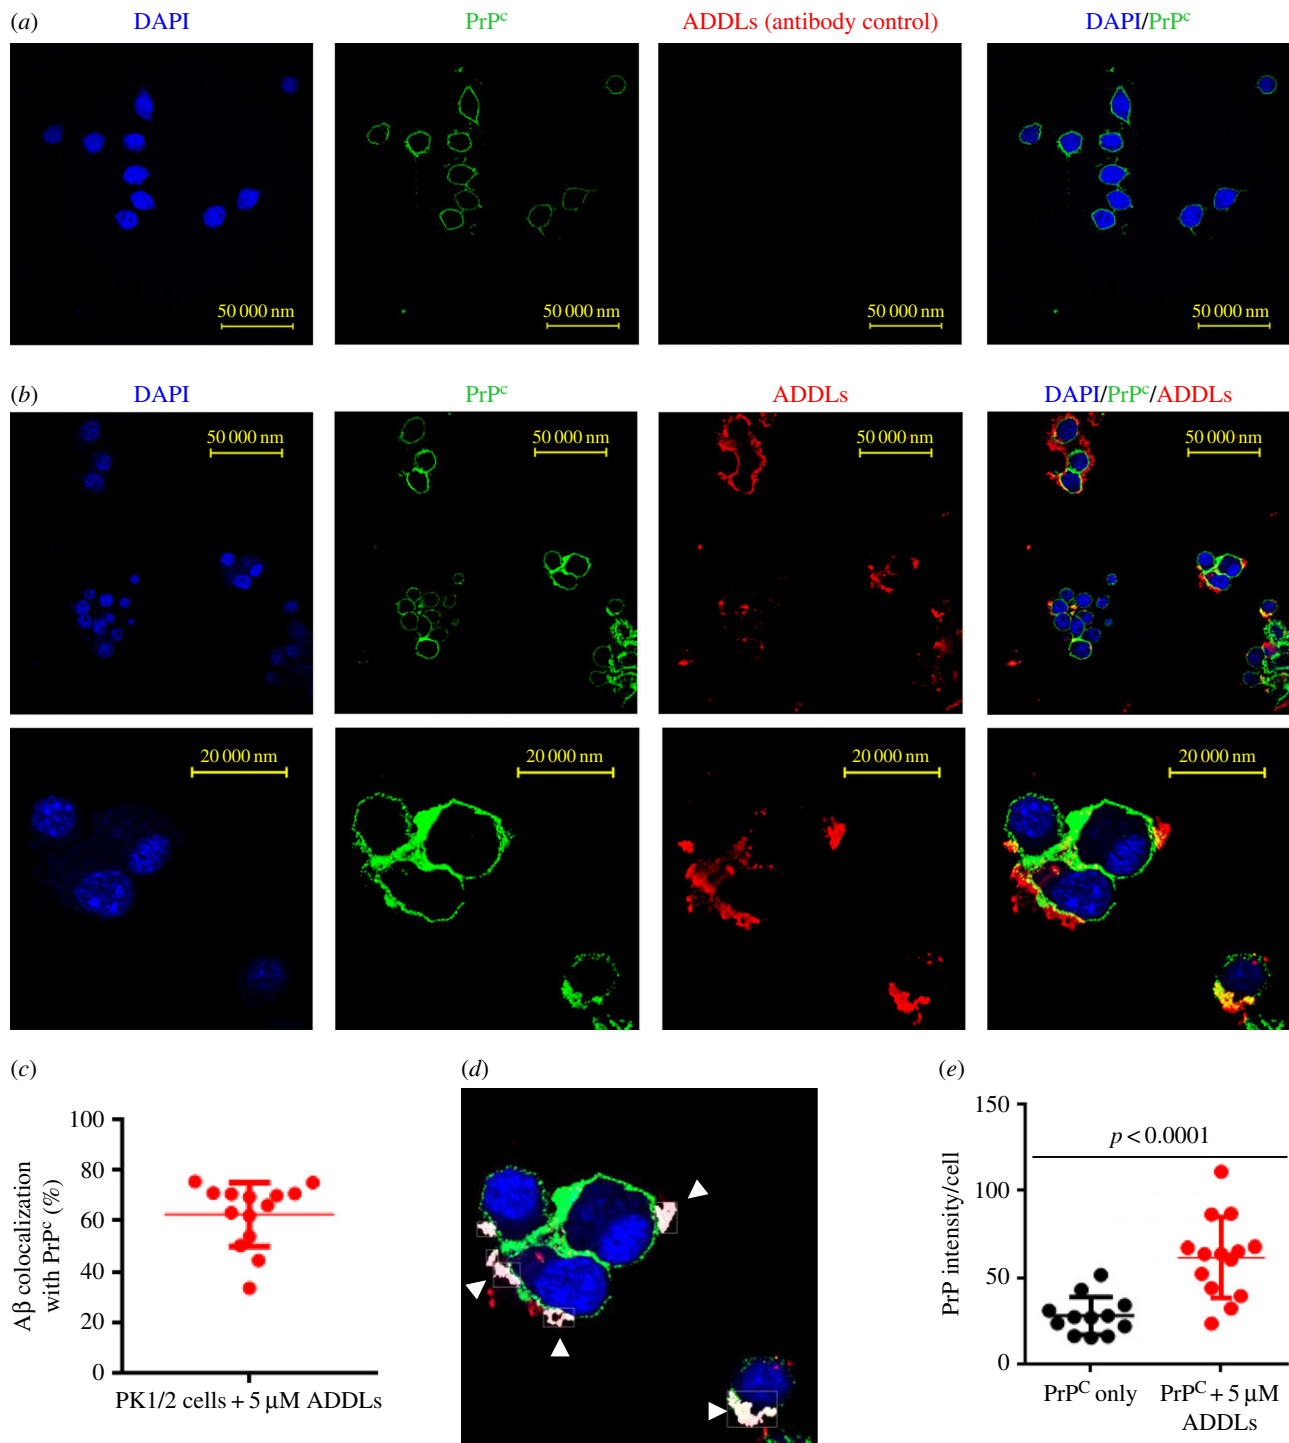 (a)
DAPI
PrPᶜ
ADDLs (antibody control)
DAPI/PrPᶜ
50 000 nm
50 000 nm
50 000 nm
50 000 nm
(b)
DAPI
PrPᶜ
ADDLs
DAPI/PrPᶜ/ADDLs
50 000 nm
50 000 nm
50 000 nm
50 000 nm
20 000 nm
20 000 nm
20 000 nm
20 000 nm
(c)
Aβ colocalization
with PrPᶜ (%)
100
80
60
40
20
0
PK1/2 cells + 5 μM ADDLs
(d)
(e)
PrP intensity/cell
150
100
50
0
p < 0.0001
PrPᶜ only
PrPᶜ + 5 μM
ADDLs